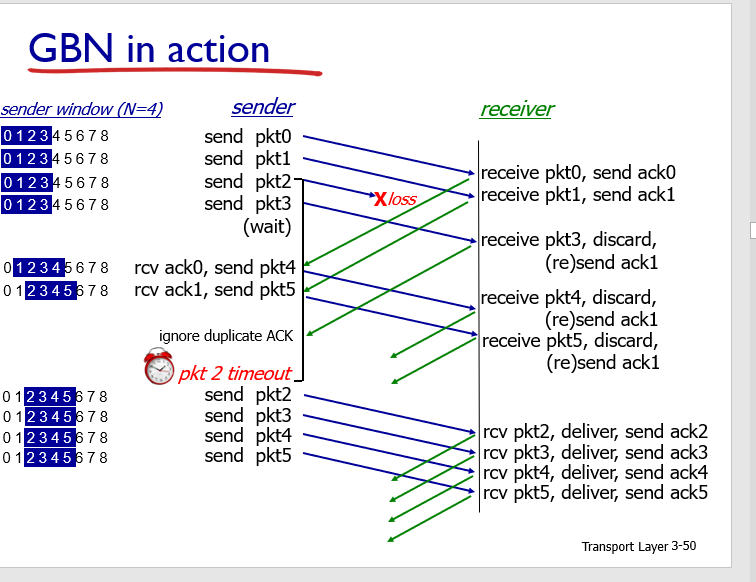 GBN in action
sender window (N=4)
sender
receiver
0 1 2 3 4 5 6 7 8
send pkt0
0 1 2 3 4 5 6 7 8
send pkt1
0 1 2 3 4 5 6 7 8
send pkt2
0 1 2 3 4 5 6 7 8
send pkt3
(wait)
X loss
receive pkt0, send ack0
receive pkt1, send ack1
receive pkt3, discard,
(re)send ack1
0 1 2 3 4 5 6 7 8
rcv ack0, send pkt4
0 1 2 3 4 5 6 7 8
rcv ack1, send pkt5
receive pkt4, discard,
(re)send ack1
receive pkt5, discard,
(re)send ack1
ignore duplicate ACK
pkt 2 timeout
0 1 2 3 4 5 6 7 8
send pkt2
0 1 2 3 4 5 6 7 8
send pkt3
0 1 2 3 4 5 6 7 8
send pkt4
0 1 2 3 4 5 6 7 8
send pkt5
rcv pkt2, deliver, send ack2
rcv pkt3, deliver, send ack3
rcv pkt4, deliver, send ack4
rcv pkt5, deliver, send ack5
Transport Layer 3-50